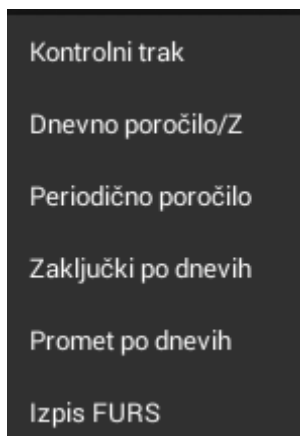 Kontrolni trak
Dnevno poročilo/Z
Periodično poročilo
Zaključki po dnevih
Promet po dnevih
Izpis FURS